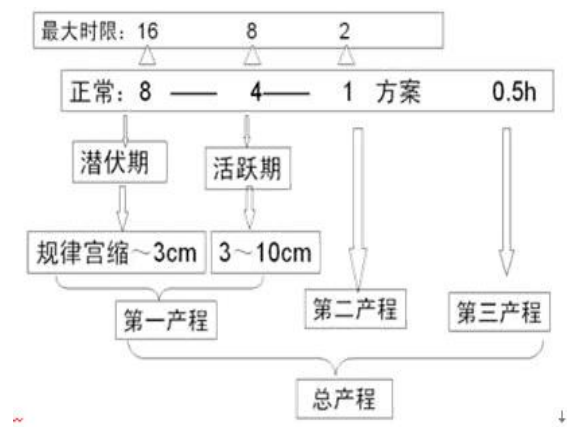 最大时限：16 8 2
正常：8 —— 4—— 1 方案 0.5h
潜伏期 活跃期
规律宫缩～3cm 3～10cm
第一产程 第二产程 第三产程
总产程